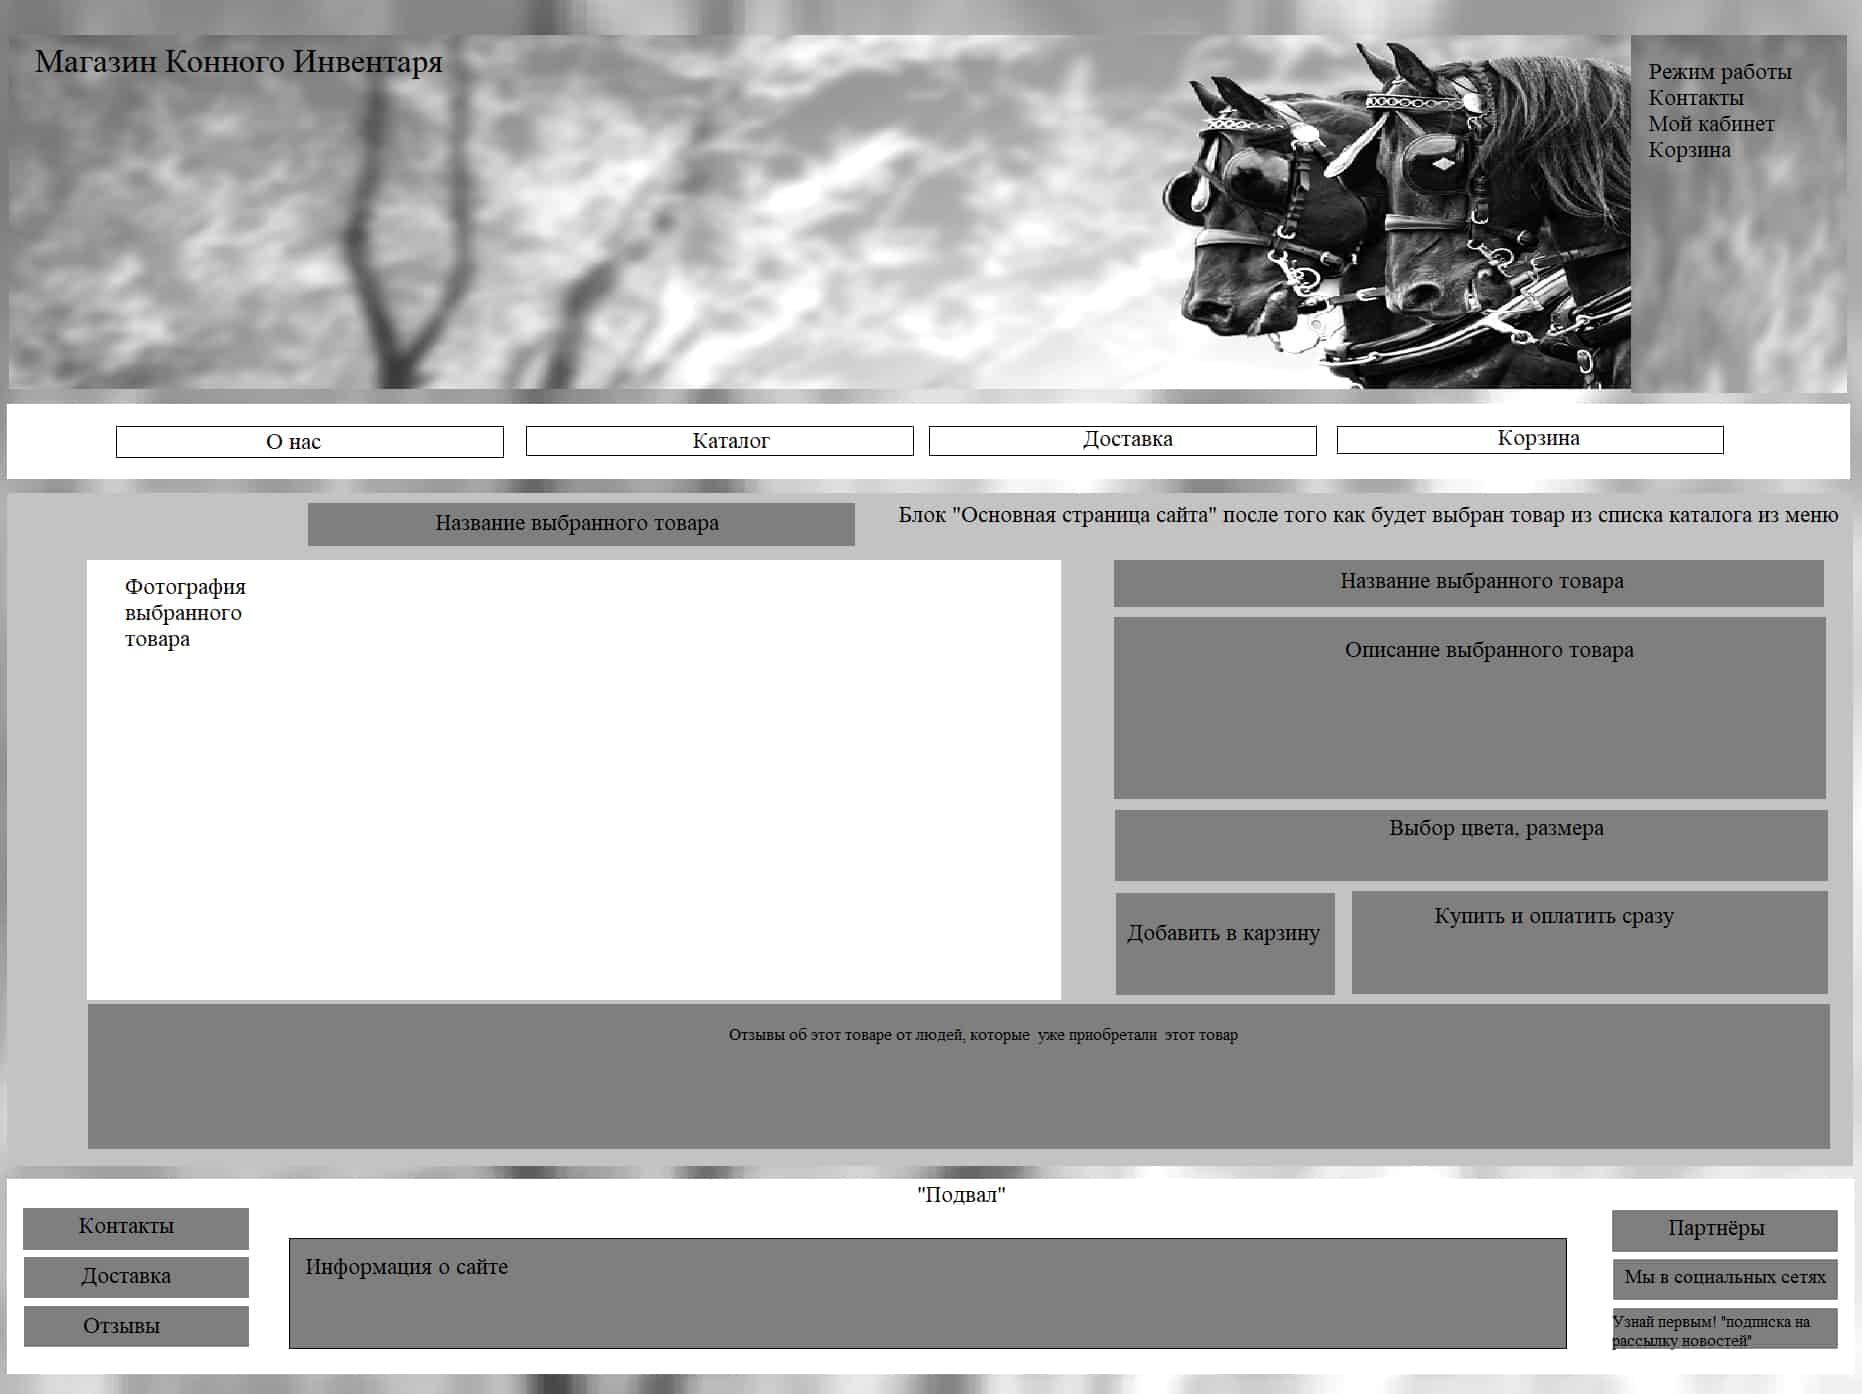 Магазин Конного Инвентаря
Режим работы
Контакты
Мой кабинет
Корзина
О нас
Каталог
Доставка
Корзина
Название выбранного товара
Блок "Основная страница сайта" после того как будет выбран товар из списка каталога из меню
Фотография
выбранного
товара
Название выбранного товара
Описание выбранного товара
Выбор цвета, размера
Добавить в карзину
Купить и оплатить сразу
Отзывы об этот товаре от людей, которые  уже приобретали  этот товар
"Подвал"
Контакты
Доставка
Отзывы
Информация о сайте
Партнёры
Мы в социальных сетях
Узнай первым! "подписка на
рассылку новостей"